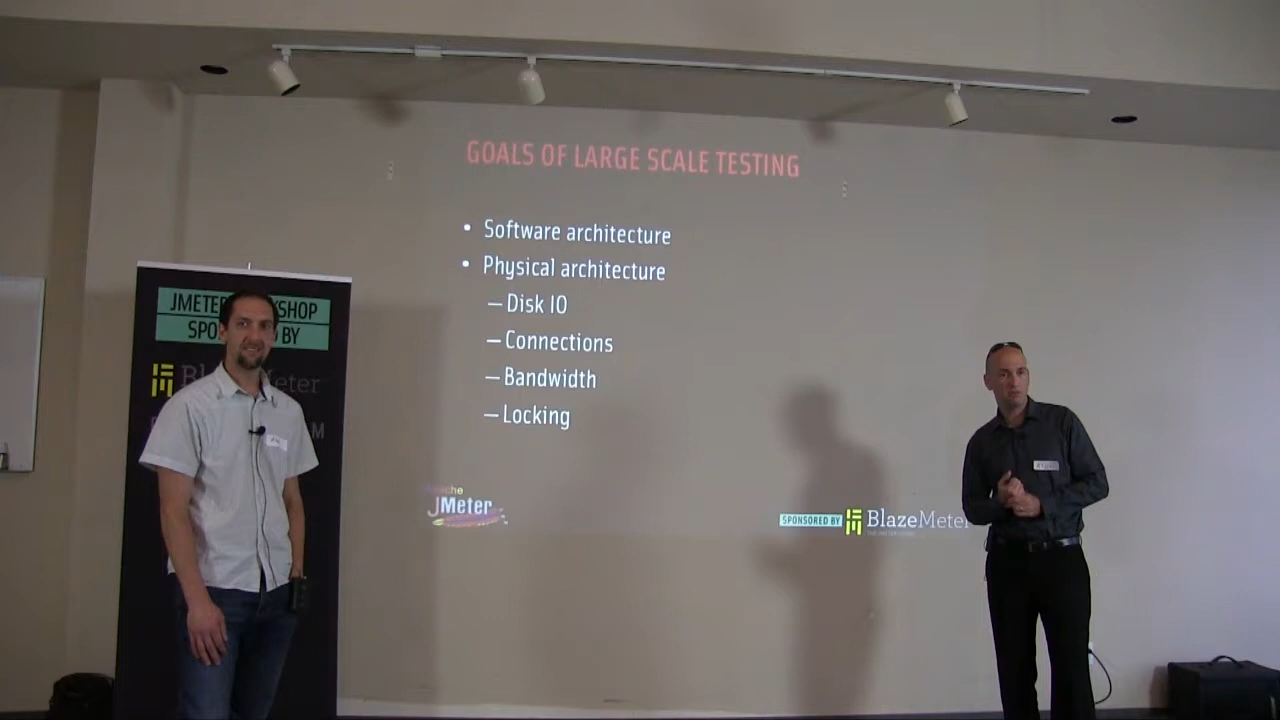 GOALS OF LARGE SCALE TESTING
• Software architecture
• Physical architecture
– Disk IO
– Connections
– Bandwidth
– Locking
JMeter
SPONSORED BY
BlazeMeter